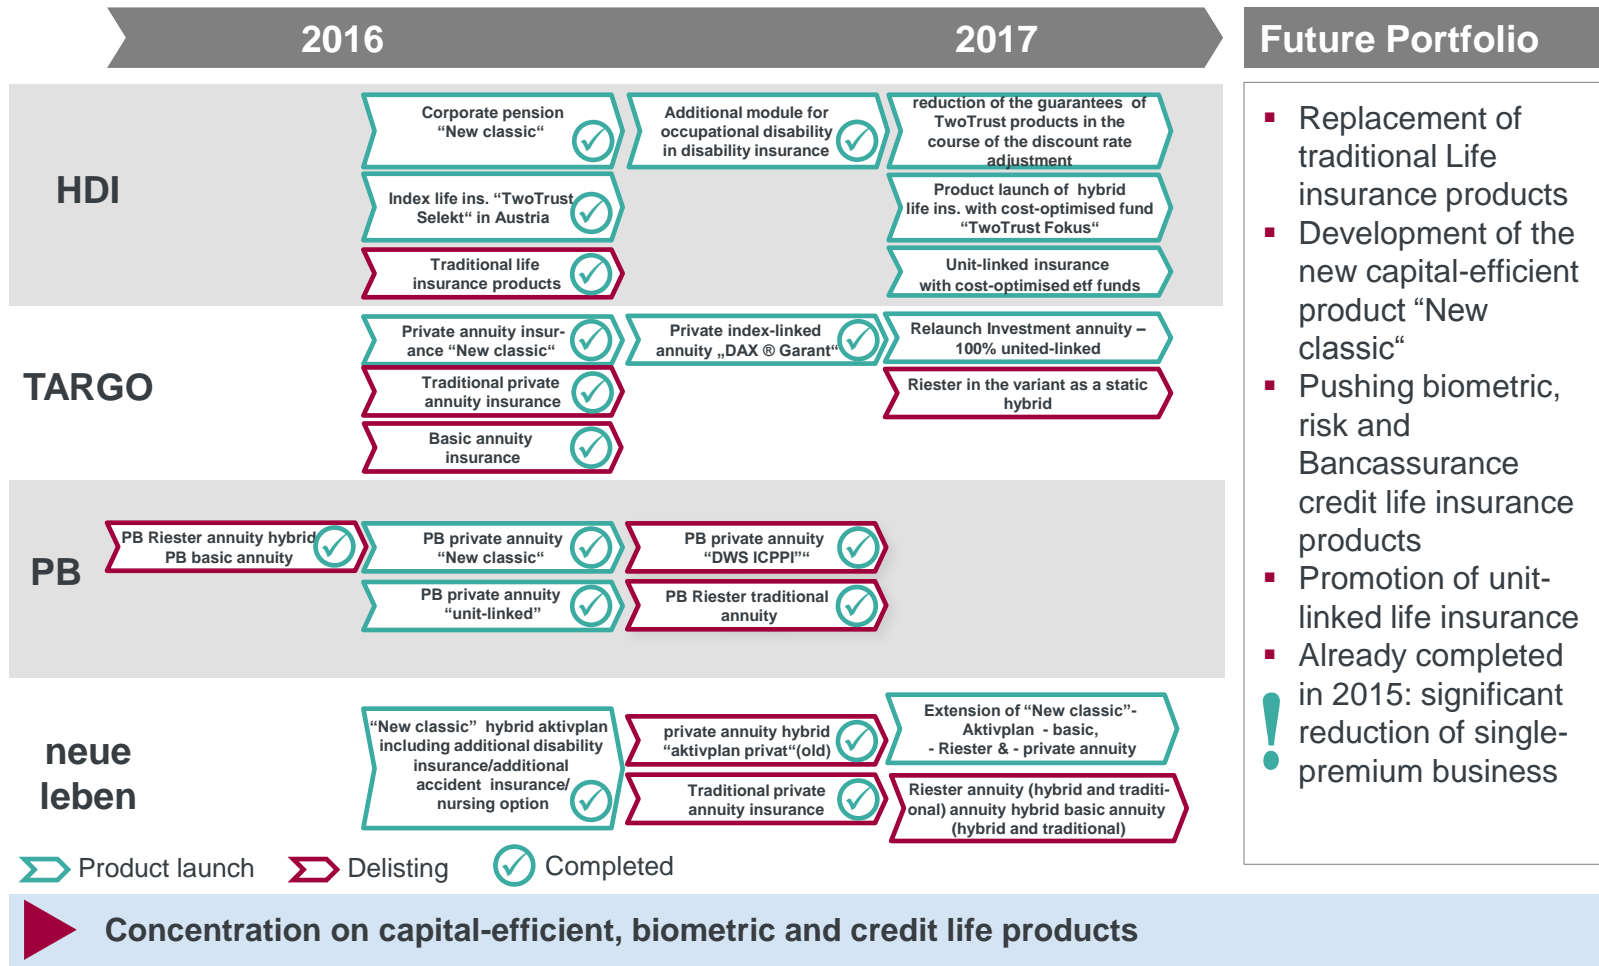 2016
2017
Future Portfolio
HDI
Corporate pension
“New classic“
Additional module for
occupational disability
in disability insurance
reduction of the guarantees of
TwoTrust products in the
course of the discount rate
adjustment
Index life ins. “TwoTrust
Selekt“ in Austria
Product launch of hybrid
life ins. with cost-optimised fund
“TwoTrust Fokus“
Traditional life
insurance products
Unit-linked insurance
with cost-optimised etf funds
TARGO
Private annuity insur-
ance “New classic“
Private index-linked
annuity „DAX ® Garant“
Relaunch Investment annuity –
100% united-linked
Traditional private
annuity insurance
Riester in the variant as a static
hybrid
Basic annuity
insurance
PB
PB Riester annuity hybrid
PB basic annuity
PB private annuity
“New classic“
PB private annuity
“DWS ICPPI”“
PB private annuity
“unit-linked”
PB Riester traditional
annuity
neue
leben
“New classic” hybrid aktivplan
including additional disability
insurance/additional
accident insurance/
nursing option
private annuity hybrid
“aktivplan privat“(old)
Extension of “New classic”-
Aktivplan - basic,
- Riester & - private annuity
Traditional private
annuity insurance
Riester annuity (hybrid and traditi-
onal) annuity hybrid basic annuity
(hybrid and traditional)
▪ Replacement of
traditional Life
insurance products
▪ Development of the
new capital-efficient
product “New
classic“
▪ Pushing biometric,
risk and
Bancassurance
credit life insurance
products
▪ Promotion of unit-
linked life insurance
▪ Already completed
in 2015: significant
reduction of single-
premium business
!
Product launch
Delisting
Completed
Concentration on capital-efficient, biometric and credit life products